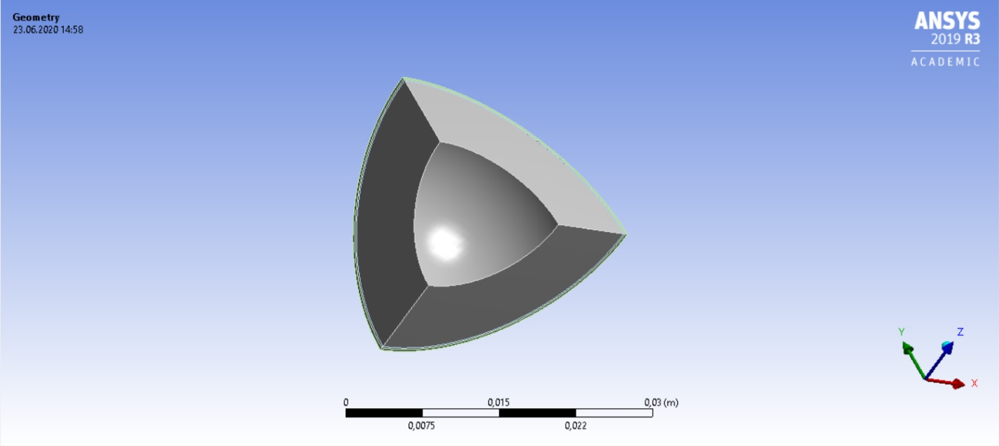 Geometry
23.06.2020 14:58
ANSYS
2019 R3
ACADEMIC
Y
Z
X
0
0,015
0,03 (m)
0,0075
0,022